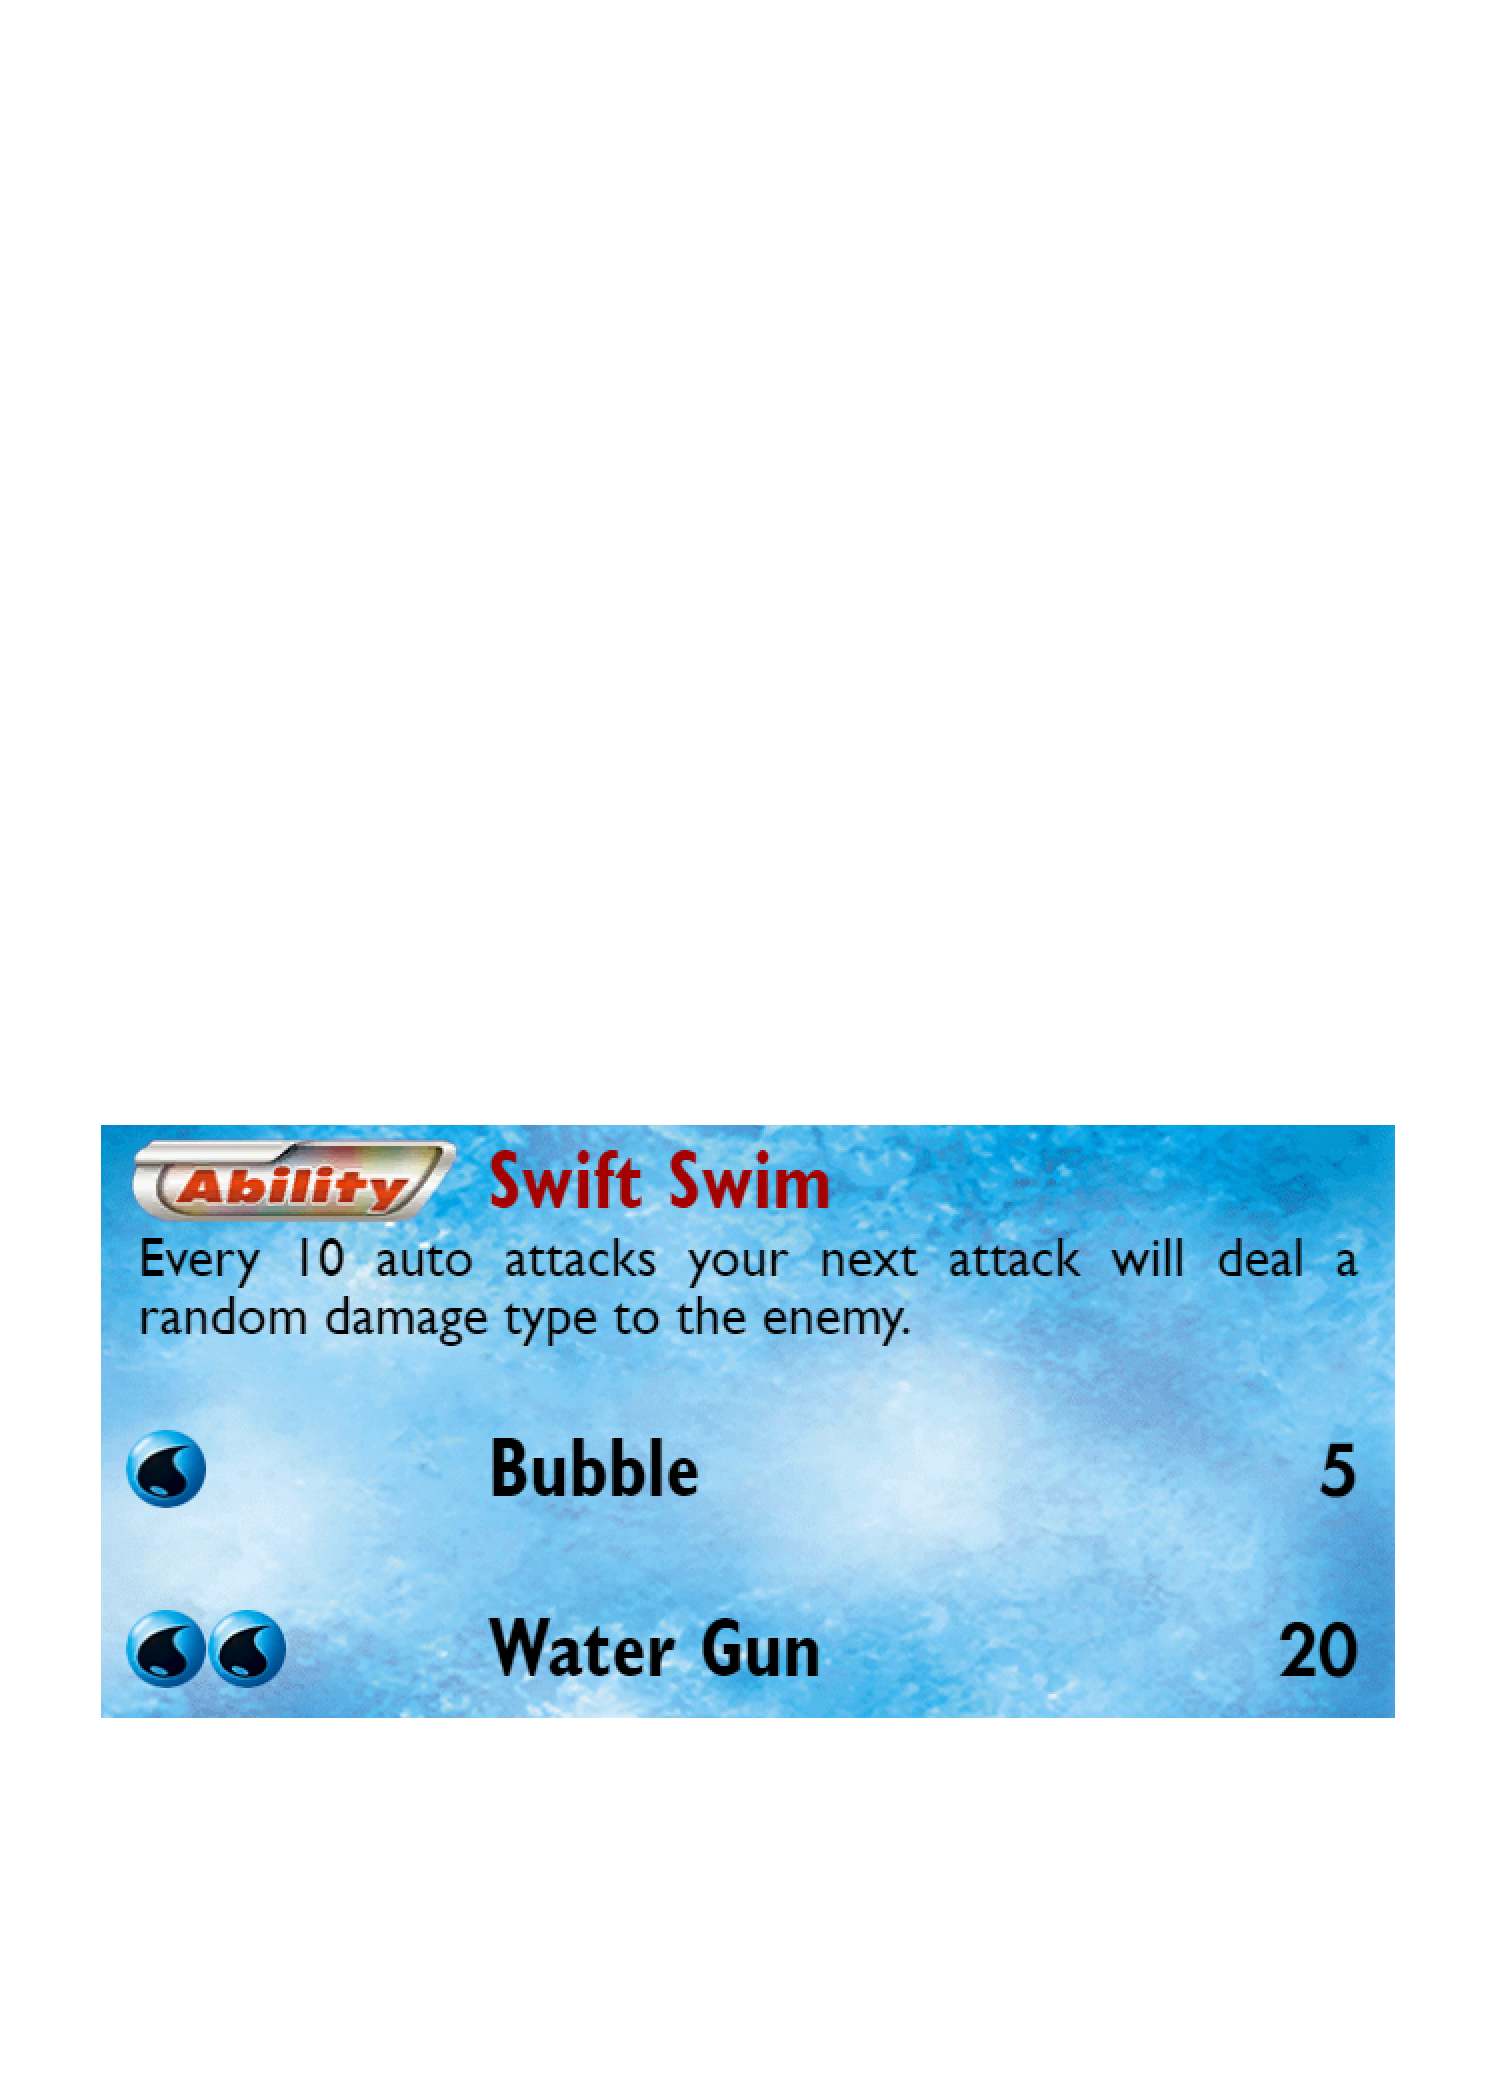 Ability Swift Swim
Every 10 auto attacks your next attack will deal a
random damage type to the enemy.
Bubble 5
Water Gun 20